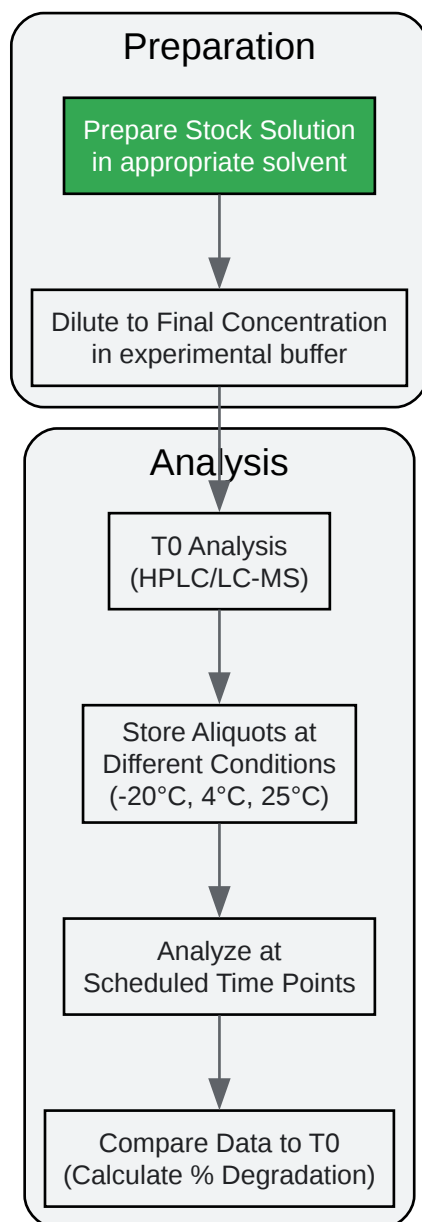 Preparation
Prepare Stock Solution
in appropriate solvent
Dilute to Final Concentration
in experimental buffer
Analysis
T0 Analysis
(HPLC/LC-MS)
Store Aliquots at
Different Conditions
(-20°C, 4°C, 25°C)
Analyze at
Scheduled Time Points
Compare Data to T0
(Calculate % Degradation)